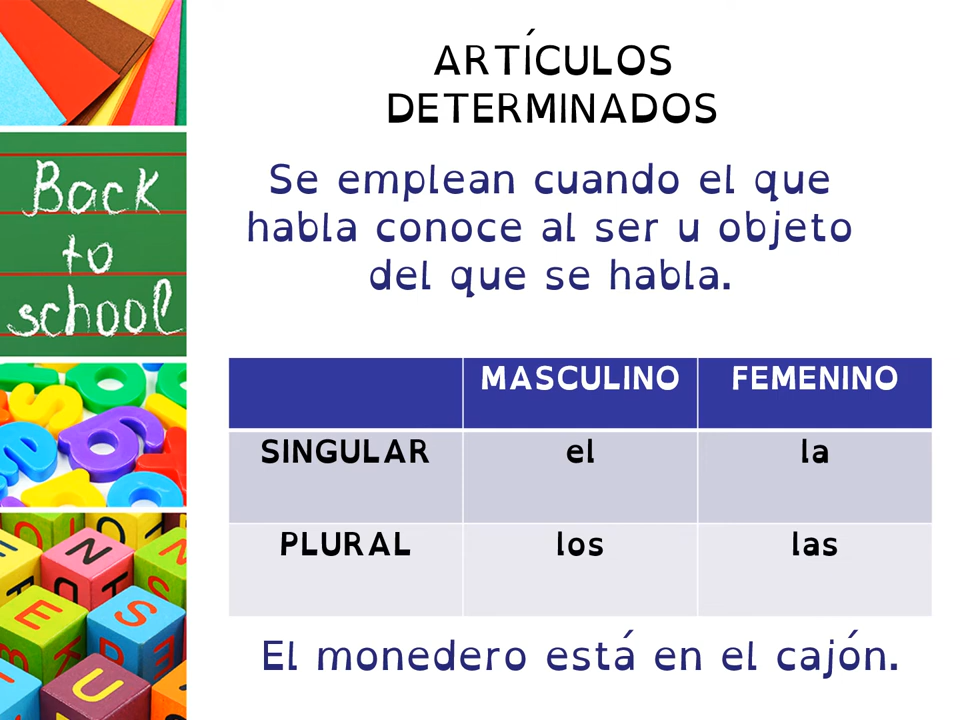 ARTÍCULOS
DETERMINADOS
Se emplean cuando el que
habla conoce al ser u objeto
del que se habla.
MASCULINO FEMENINO
SINGULAR el la
PLURAL los las
El monedero está en el cajón.
Back
to
school